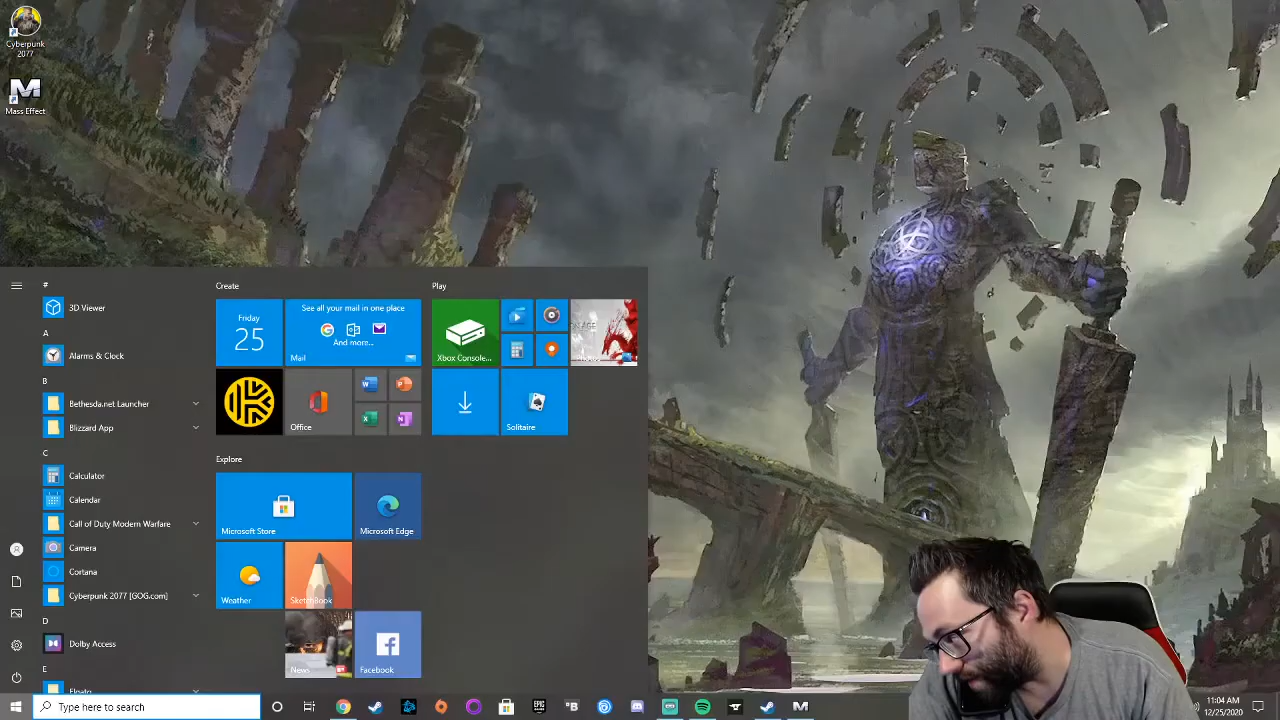 Cyberpunk
2077
Mass Effect
#
3D Viewer
A
Alarms & Clock
B
Bethesda.net Launcher
Blizzard App
C
Calculator
Calendar
Call of Duty Modern Warfare
Camera
Cortana
Cyberpunk 2077 [GOG.com]
D
Dolby Access
E
Create
Friday
25
See all your mail in one place
And more...
Mail
Office
Explore
Microsoft Store
Microsoft Edge
Weather
SketchBook
News
Facebook
Play
Xbox Console...
Solitaire
Type here to search
11:04 AM
12/25/2020